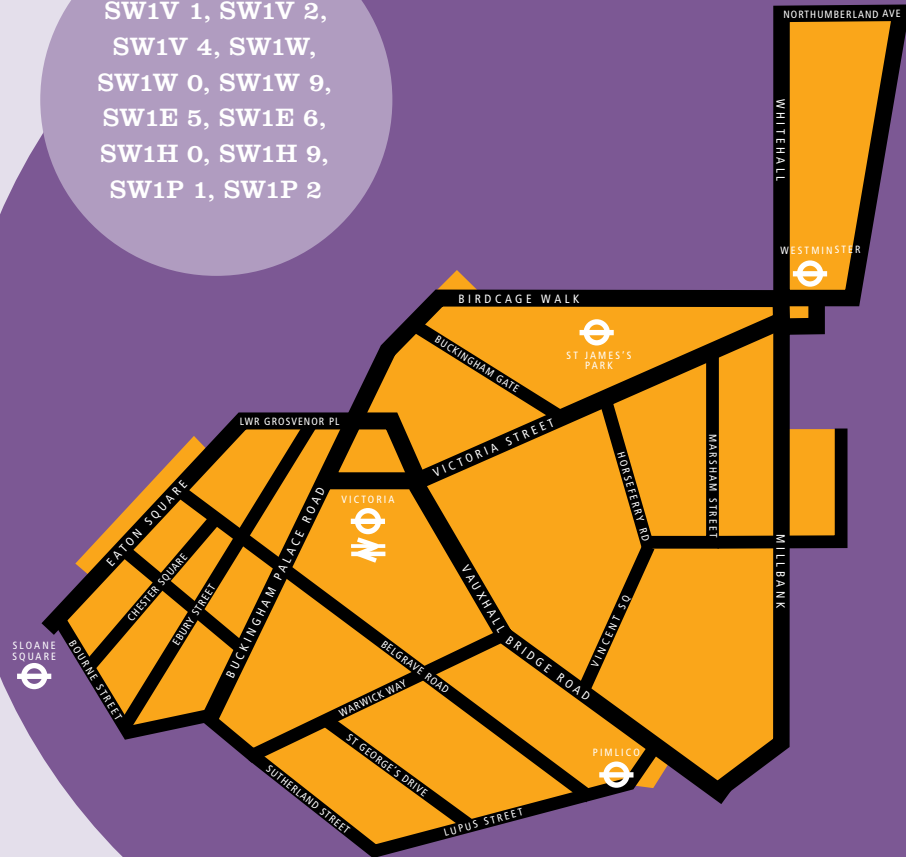 SW1V 1, SW1V 2,
SW1V 4, SW1W,
SW1W 0, SW1W 9,
SW1E 5, SW1E 6,
SW1H 0, SW1H 9,
SW1P 1, SW1P 2
NORTHUMBERLAND AVE
WHITEHALL
WESTMINSTER
BIRDCAGE WALK
ST JAMES'S
PARK
BUCKINGHAM GATE
LWR GROSVENOR PL
VICTORIA STREET
HORSEFERRY RD
MARSHAM STREET
VICTORIA
EATON SQUARE
CHESTER SQUARE
EBURY STREET
BUCKINGHAM PALACE ROAD
VAUXHALL BRIDGE ROAD
MILLBANK
VINCENT SQ
SLOANE
SQUARE
BOURNE STREET
BELGRAVE ROAD
WARWICK WAY
ST GEORGE'S DRIVE
SUTHERLAND STREET
LUPUS STREET
PIMLICO